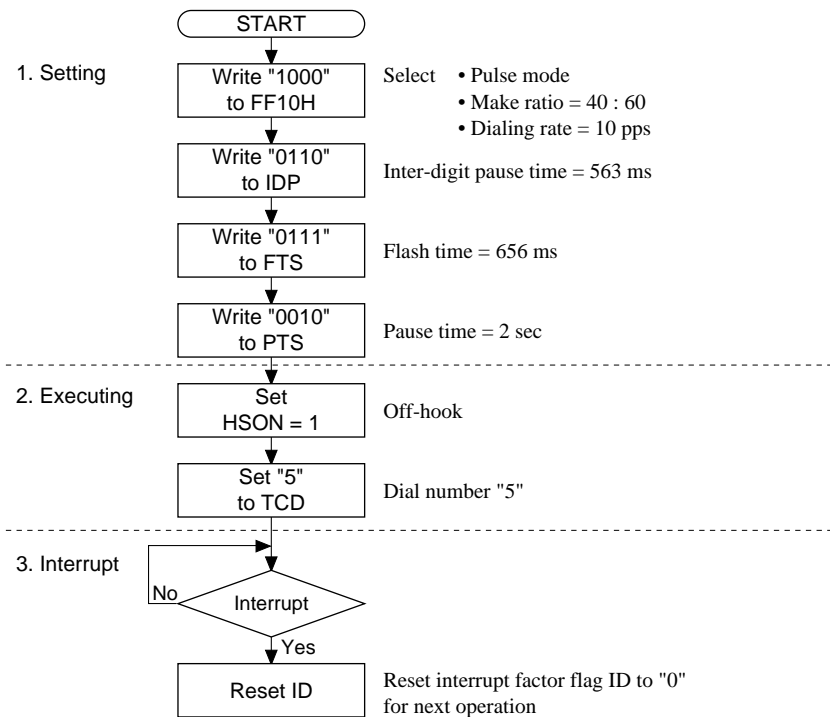 START
1. Setting
Write "1000"
to FF10H
Select • Pulse mode
• Make ratio = 40 : 60
• Dialing rate = 10 pps
Write "0110"
to IDP
Inter-digit pause time = 563 ms
Write "0111"
to FTS
Flash time = 656 ms
Write "0010"
to PTS
Pause time = 2 sec
2. Executing
Set
HSON = 1
Off-hook
Set "5"
to TCD
Dial number "5"
3. Interrupt
No
Interrupt
Yes
Reset ID
Reset interrupt factor flag ID to "0"
for next operation